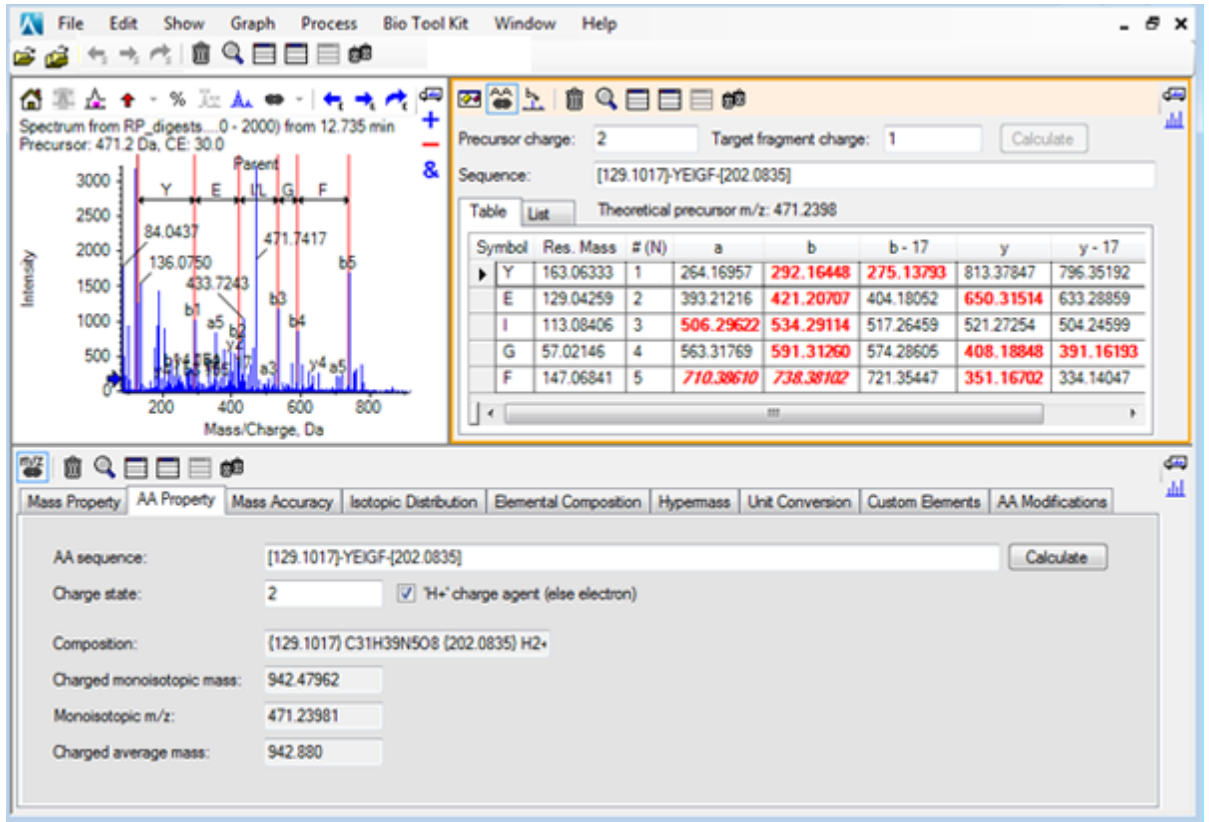 File Edit Show Graph Process Bio Tool Kit Window Help
Spectrum from RP_digests....0 - 2000) from 12.735 min
Precursor: 471.2 Da, CE: 30.0
Parent
Y E I/L G F
3000
2500
2000
1500
1000
500
0
84.0437
136.0750
433.7243
471.7417
b1
a5
b2
y2
b3
b4
b5
a3
y4
a5
200 400 600 800
Mass/Charge, Da
Intensity
Precursor charge: 2 Target fragment charge: 1 Calculate
Sequence: [129.1017]-YEIGF-[202.0835]
Table List Theoretical precursor m/z: 471.2398
Symbol Res. Mass # (N) a b b - 17 y y - 17
Y 163.06333 1 264.16957 292.16448 275.13793 813.37847 796.35192
E 129.04259 2 393.21216 421.20707 404.18052 650.31514 633.28859
I 113.08406 3 506.29622 534.29114 517.26459 521.27254 504.24599
G 57.02146 4 563.31769 591.31260 574.28605 408.18848 391.16193
F 147.06841 5 710.38610 738.38102 721.35447 351.16702 334.14047
m/z
Mass Property AA Property Mass Accuracy Isotopic Distribution Elemental Composition Hypermass Unit Conversion Custom Elements AA Modifications
AA sequence: [129.1017]-YEIGF-[202.0835] Calculate
Charge state: 2 'H+' charge agent (else electron)
Composition: {129.1017} C31H39N5O8 {202.0835} H2+
Charged monoisotopic mass: 942.47962
Monoisotopic m/z: 471.23981
Charged average mass: 942.880